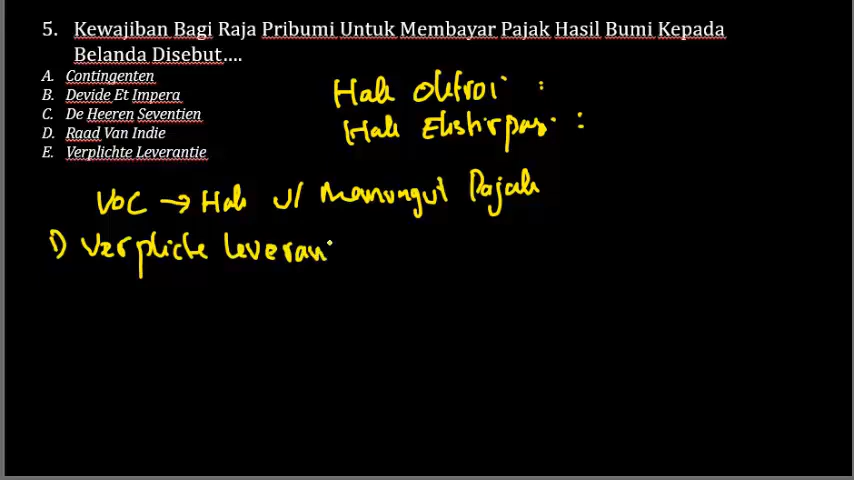 5. Kewajiban Bagi Raja Pribumi Untuk Membayar Pajak Hasil Bumi Kepada
Belanda Disebut....
A. Contingenten
B. Devide Et Impera
C. De Heeren Seventien
D. Raad Van Indie
E. Verplichte Leverantie
Hak oktroi :
Hak Ekstirpasi :
VOC → Hak u/ Memungut Pajak
1) Verplicte leveran